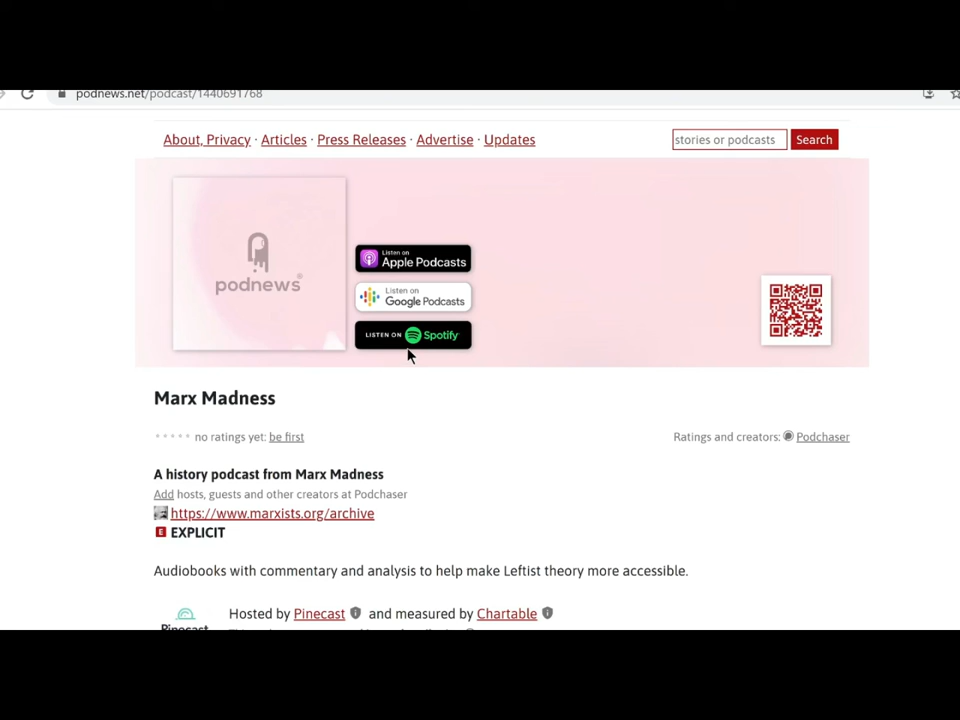 podnews.net/podcast/1440691768
About, Privacy · Articles · Press Releases · Advertise · Updates
stories or podcasts
Search
podnews®
Listen on
Apple Podcasts
Listen on
Google Podcasts
LISTEN ON Spotify
Marx Madness
no ratings yet: be first
Ratings and creators: Podchaser
A history podcast from Marx Madness
Add hosts, guests and other creators at Podchaser
https://www.marxists.org/archive
E EXPLICIT
Audiobooks with commentary and analysis to help make Leftist theory more accessible.
Hosted by Pinecast and measured by Chartable
Pinecast